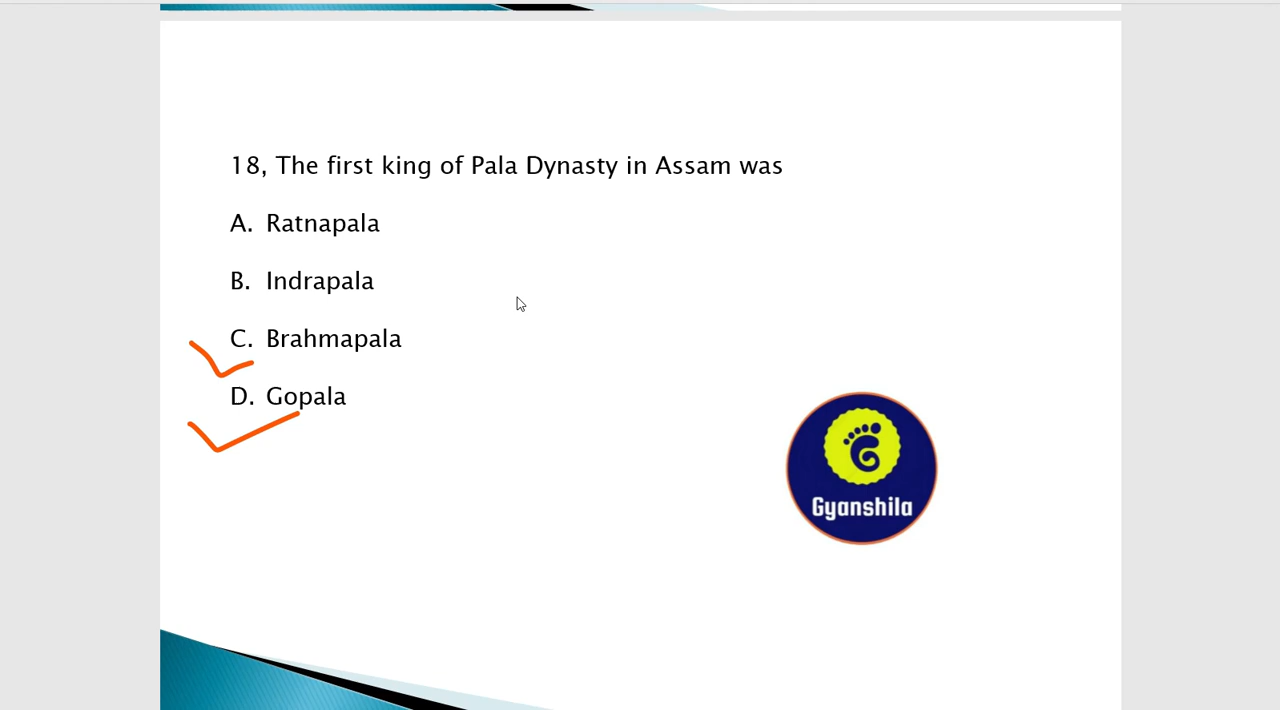 18, The first king of Pala Dynasty in Assam was
A. Ratnapala
B. Indrapala
C. Brahmapala
D. Gopala
Gyanshila